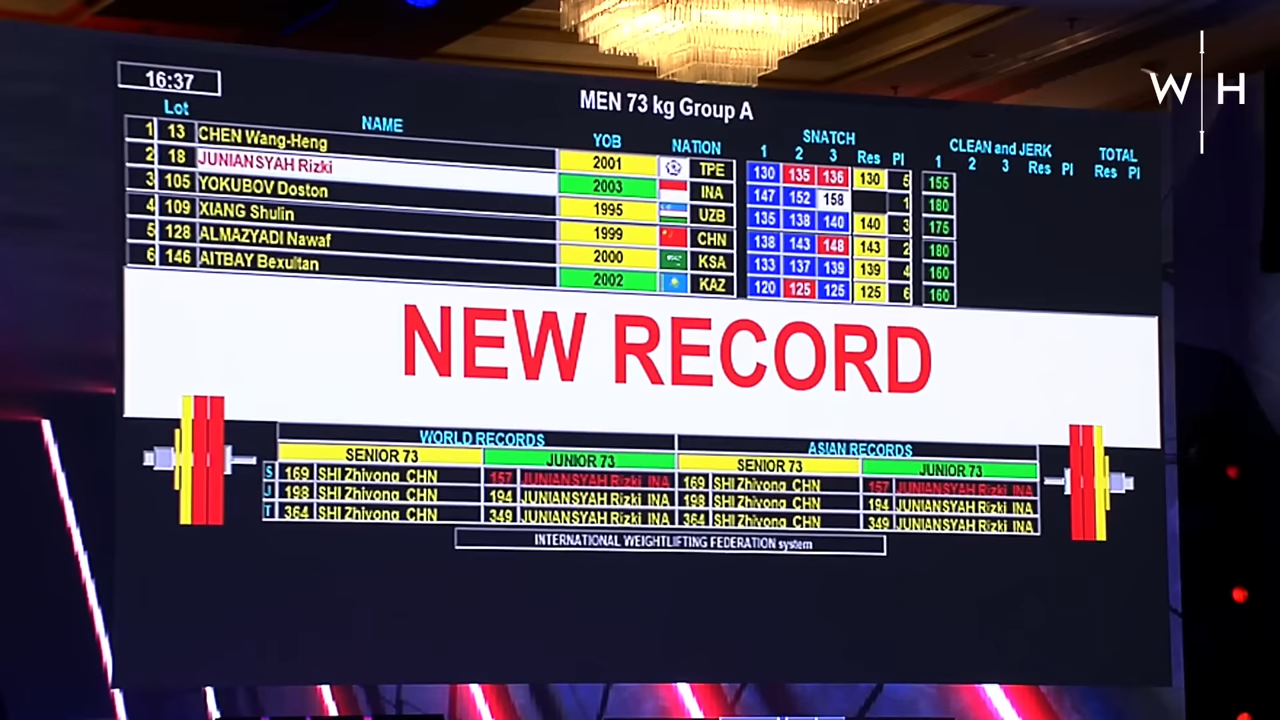 W H
16:37
MEN 73 kg Group A
Lot NAME YOB NATION SNATCH CLEAN and JERK TOTAL
1 2 3 Res Pl 1 2 3 Res Pl Res Pl
1 13 CHEN Wang-Heng 2001 TPE 130 135 136 130 5 155
2 18 JUNIANSYAH Rizki 2003 INA 147 152 158 1 180
3 105 YOKUBOV Doston 1995 UZB 135 138 140 140 3 175
4 109 XIANG Shulin 1999 CHN 138 143 148 143 2 180
5 128 ALMAZYADI Nawaf 2000 KSA 133 137 139 139 4 160
6 146 AITBAY Bexultan 2002 KAZ 120 125 125 125 6 160
NEW RECORD
WORLD RECORDS ASIAN RECORDS
SENIOR 73 JUNIOR 73 SENIOR 73 JUNIOR 73
S 169 SHI Zhiyong CHN 157 JUNIANSYAH Rizki INA 169 SHI Zhiyong CHN 157 JUNIANSYAH Rizki INA
J 198 SHI Zhiyong CHN 194 JUNIANSYAH Rizki INA 198 SHI Zhiyong CHN 194 JUNIANSYAH Rizki INA
T 364 SHI Zhiyong CHN 349 JUNIANSYAH Rizki INA 364 SHI Zhiyong CHN 349 JUNIANSYAH Rizki INA
INTERNATIONAL WEIGHTLIFTING FEDERATION system